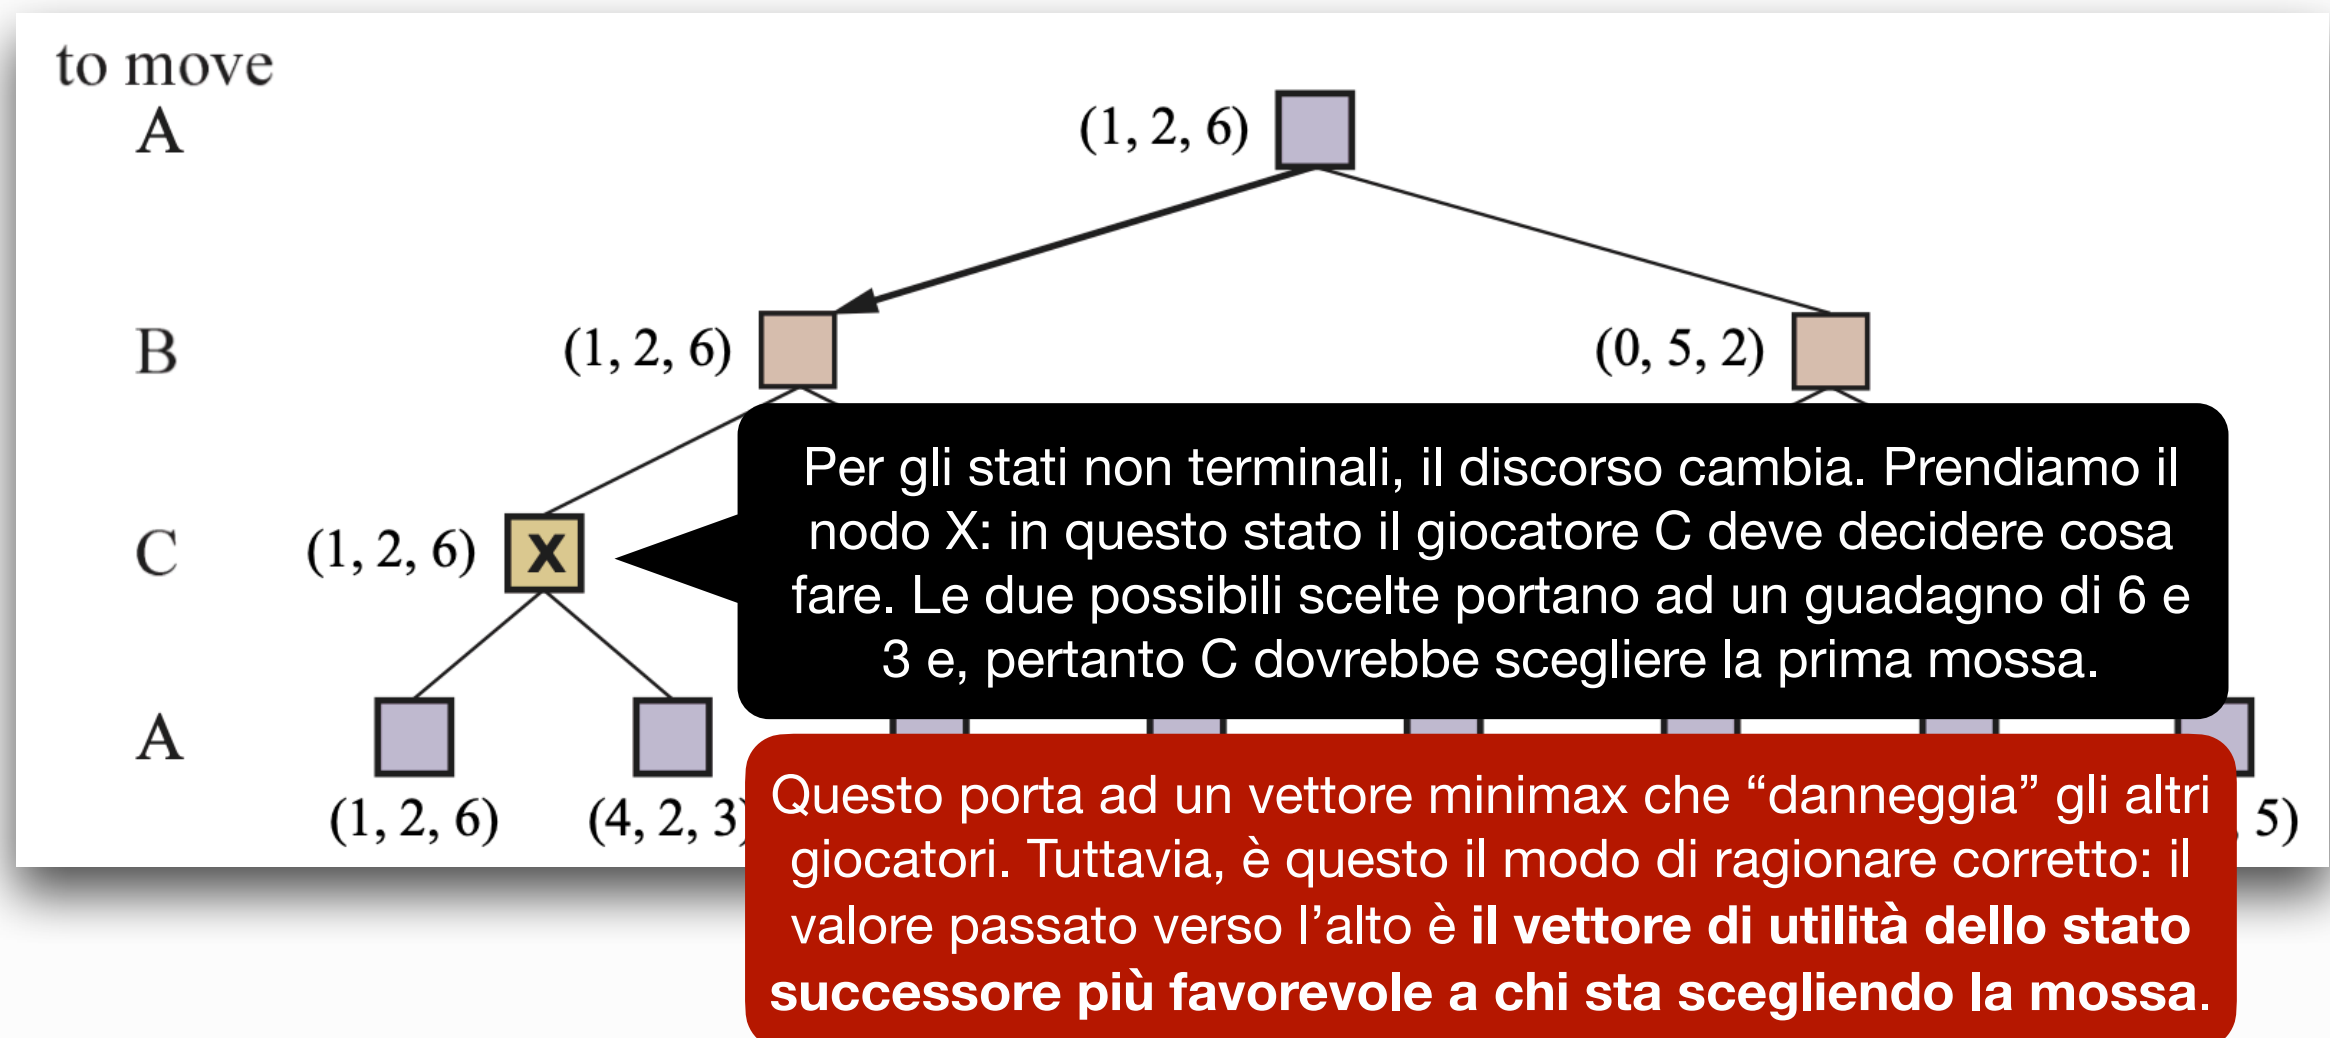 to move
A
(1, 2, 6)
B
(1, 2, 6)
(0, 5, 2)
Per gli stati non terminali, il discorso cambia. Prendiamo il
nodo X: in questo stato il giocatore C deve decidere cosa
fare. Le due possibili scelte portano ad un guadagno di 6 e
3 e, pertanto C dovrebbe scegliere la prima mossa.
C
(1, 2, 6)
X
A
(1, 2, 6)
(4, 2, 3)
5)
Questo porta ad un vettore minimax che “danneggia” gli altri
giocatori. Tuttavia, è questo il modo di ragionare corretto: il
valore passato verso l’alto è il vettore di utilità dello stato
successore più favorevole a chi sta scegliendo la mossa.